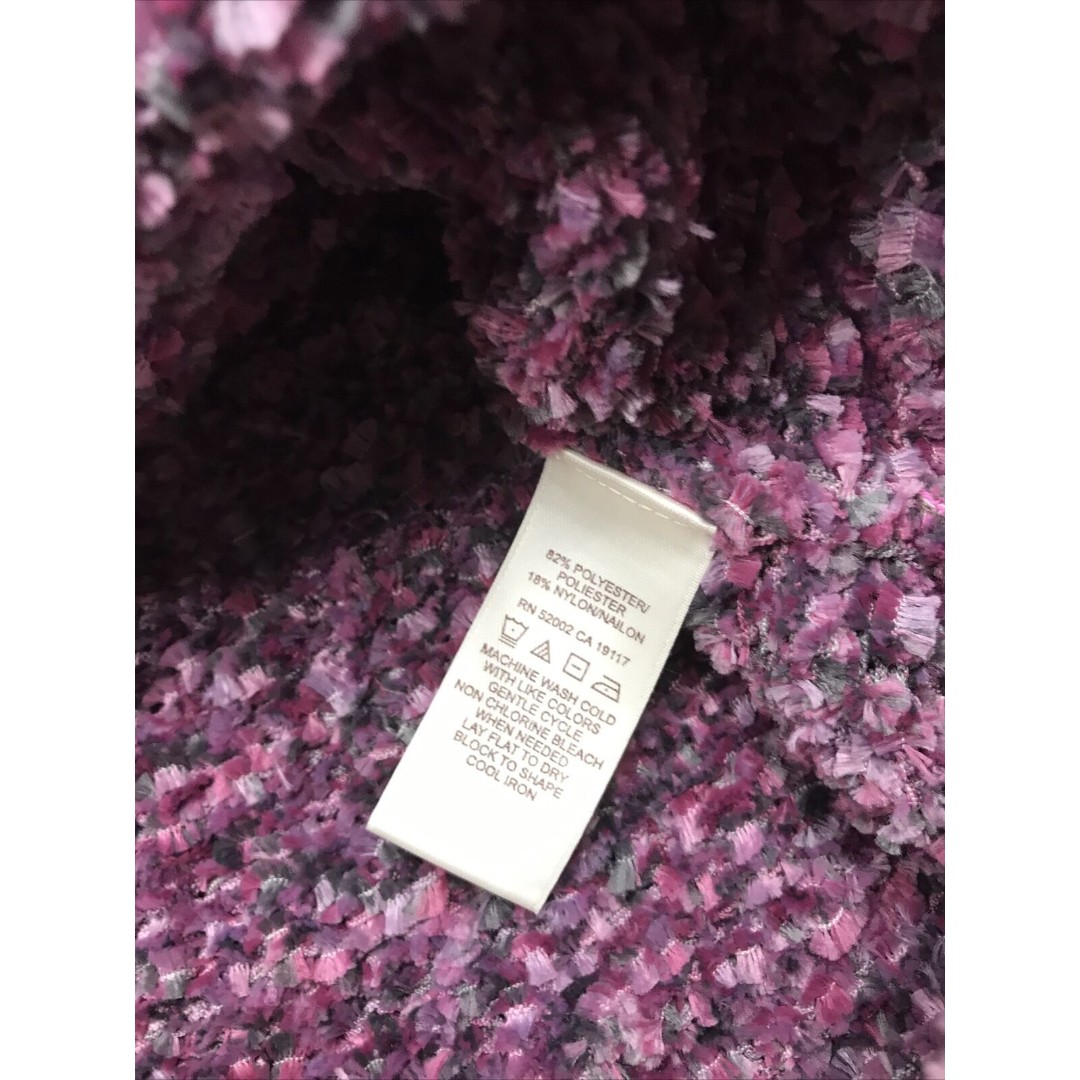 82% POLYESTER/
POLIESTER
18% NYLON/NAILON
RN 52002 CA 19117
MACHINE WASH COLD
WITH LIKE COLORS
GENTLE CYCLE
NON CHLORINE BLEACH
WHEN NEEDED
LAY FLAT TO DRY
BLOCK TO SHAPE
COOL IRON